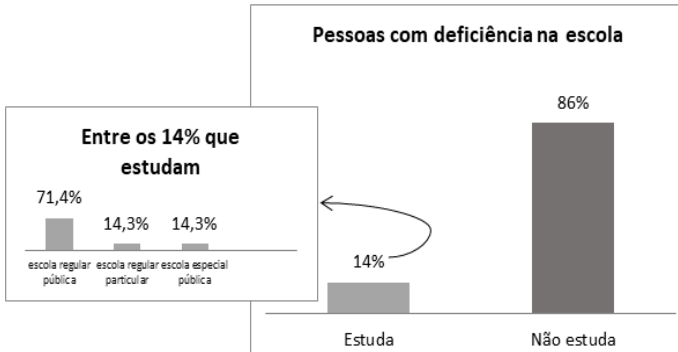 Pessoas com deficiência na escola
86%
14%
Estuda
Não estuda
Entre os 14% que
estudam
71,4%
14,3%
14,3%
escola regular
pública
escola regular
particular
escola especial
pública